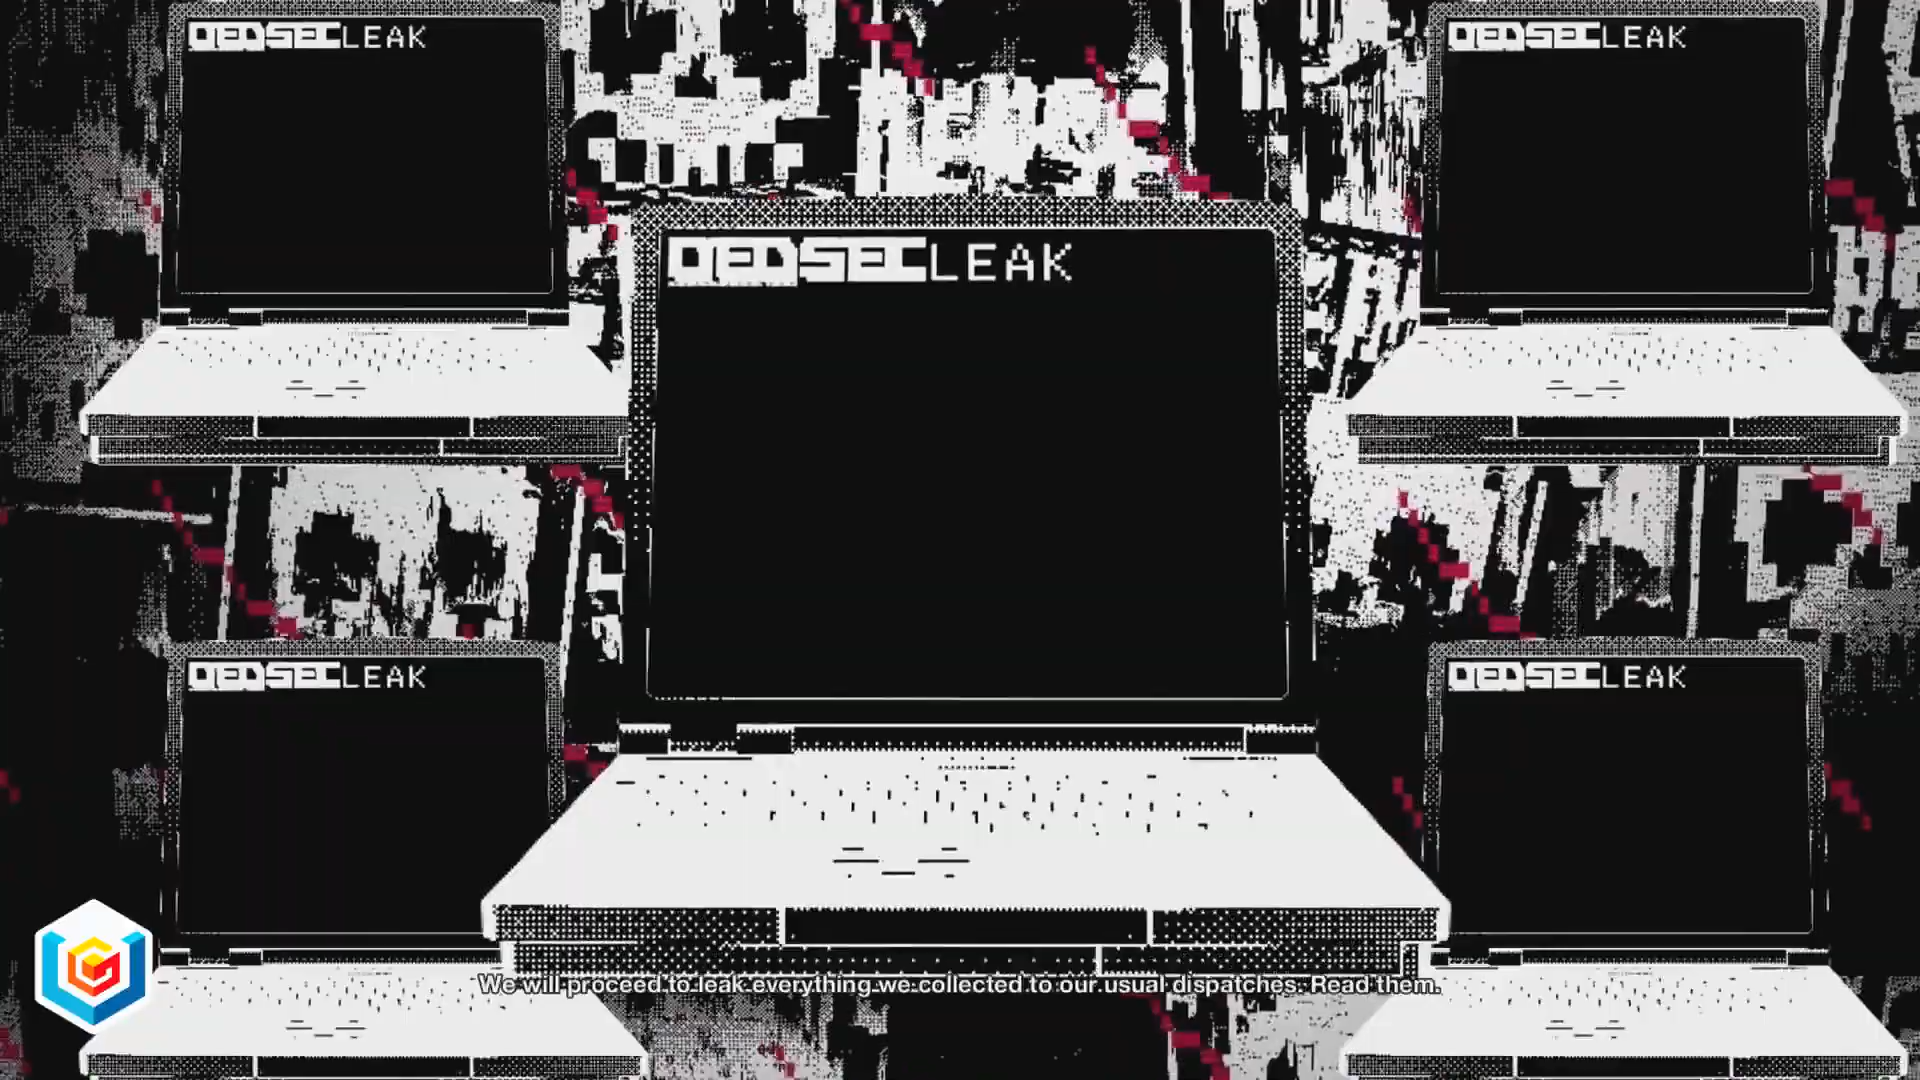 DEDSEC LEAK
DEDSEC LEAK
DEDSEC LEAK
DEDSEC LEAK
DEDSEC LEAK
We will proceed to leak everything we collected to our usual dispatches. Read them.